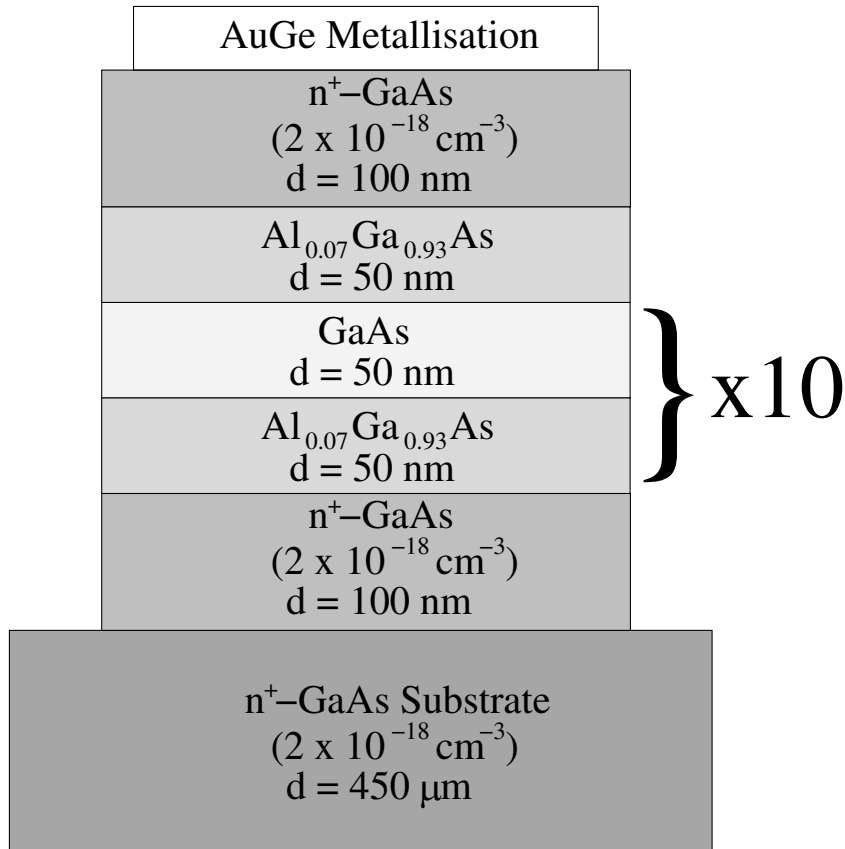 AuGe Metallisation
n⁺–GaAs
(2 x 10⁻¹⁸ cm⁻³)
d = 100 nm
Al₀.₀₇Ga₀.₉₃As
d = 50 nm
GaAs
d = 50 nm
Al₀.₀₇Ga₀.₉₃As
d = 50 nm
} x10
n⁺–GaAs
(2 x 10⁻¹⁸ cm⁻³)
d = 100 nm
n⁺–GaAs Substrate
(2 x 10⁻¹⁸ cm⁻³)
d = 450 μm